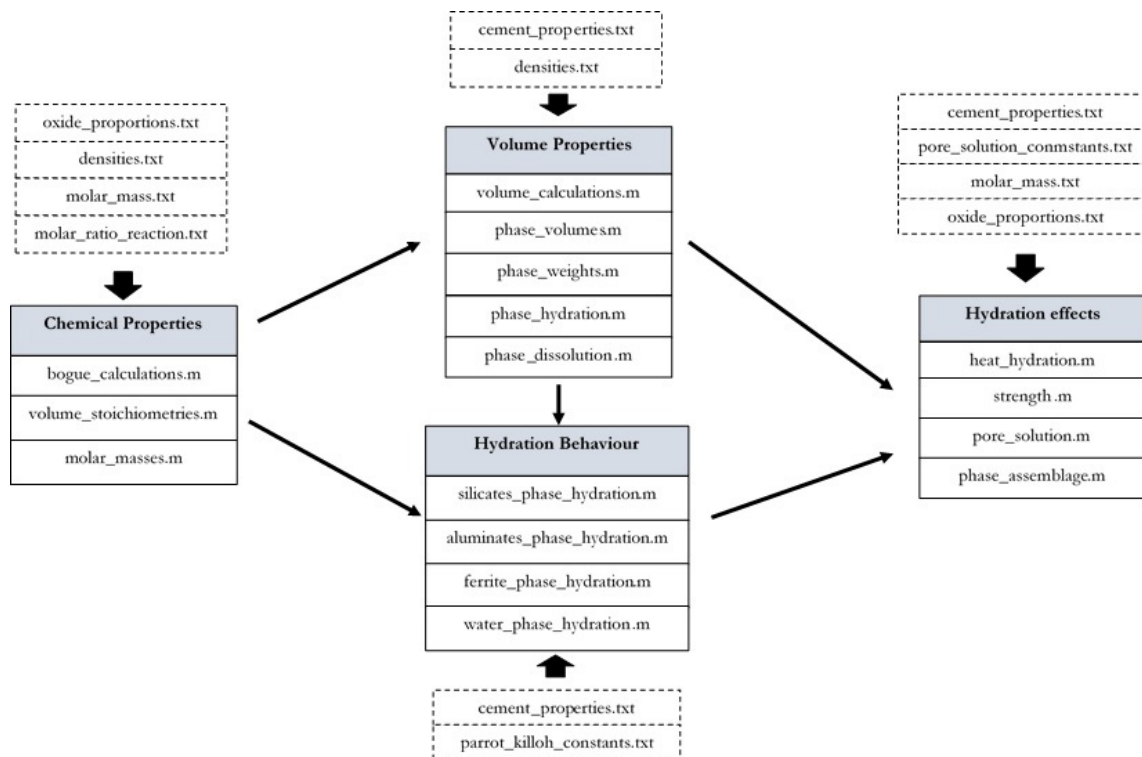 cement_properties.txt
densities.txt
oxide_proportions.txt
densities.txt
molar_mass.txt
molar_ratio_reaction.txt
cement_properties.txt
pore_solution_conmstants.txt
molar_mass.txt
oxide_proportions.txt
Volume Properties
volume_calculations.m
phase_volumes.m
phase_weights.m
phase_hydration.m
phase_dissolution .m
Chemical Properties
bogue_calculations.m
volume_stoichiometries.m
molar_masses.m
Hydration effects
heat_hydration.m
strength .m
pore_solution.m
phase_assemblage.m
Hydration Behaviour
silicates_phase_hydration.m
aluminates_phase_hydration.m
ferrite_phase_hydration.m
water_phase_hydration .m
cement_properties.txt
parrot_killoh_constants.txt